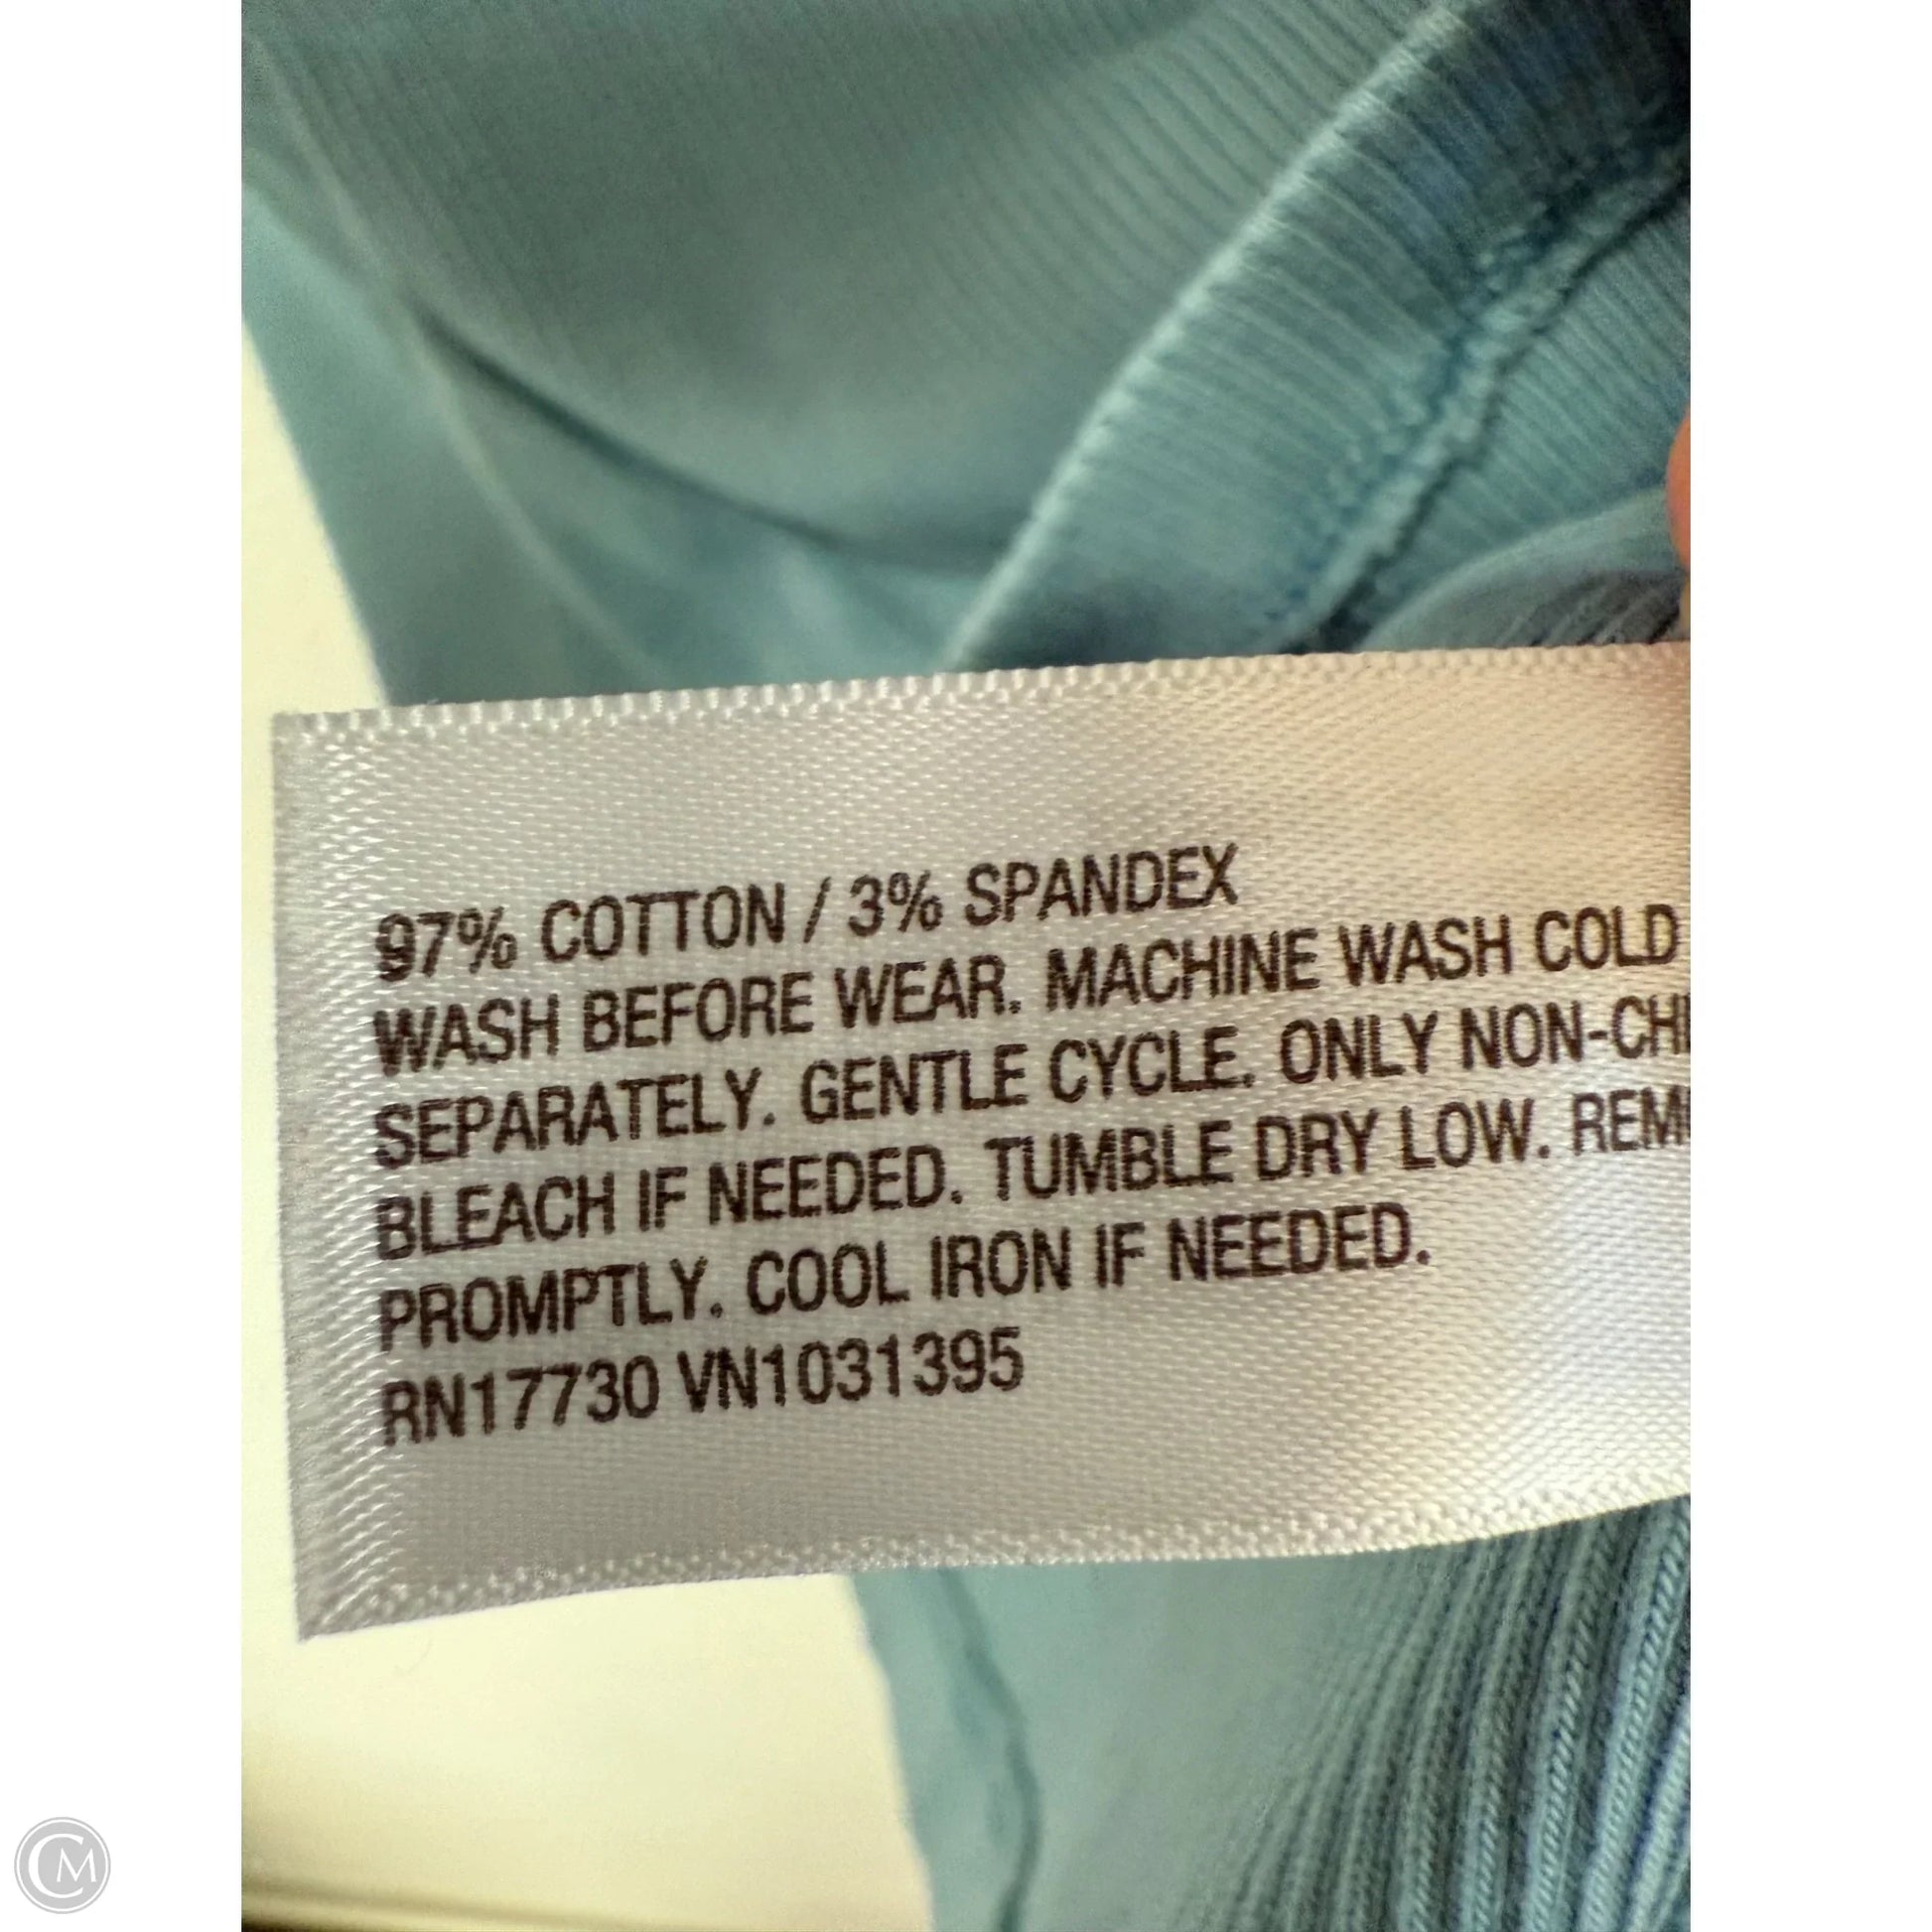 97% COTTON / 3% SPANDEX
WASH BEFORE WEAR. MACHINE WASH COLD
SEPARATELY. GENTLE CYCLE. ONLY
BLEACH IF NEEDED. TUMBLE DRY LOW.
PROMPTLY. COOL IRON IF NEEDED.
RN17730 VN1031395
CM